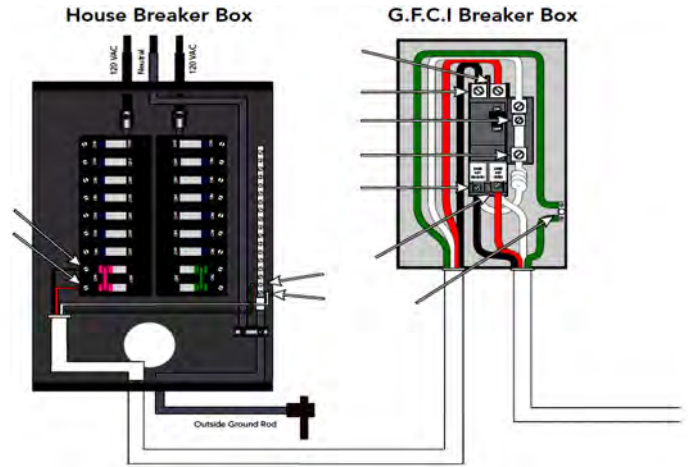 House Breaker Box
G.F.C.I Breaker Box
120 VAC
Neutral
120 VAC
Outside Ground Rod